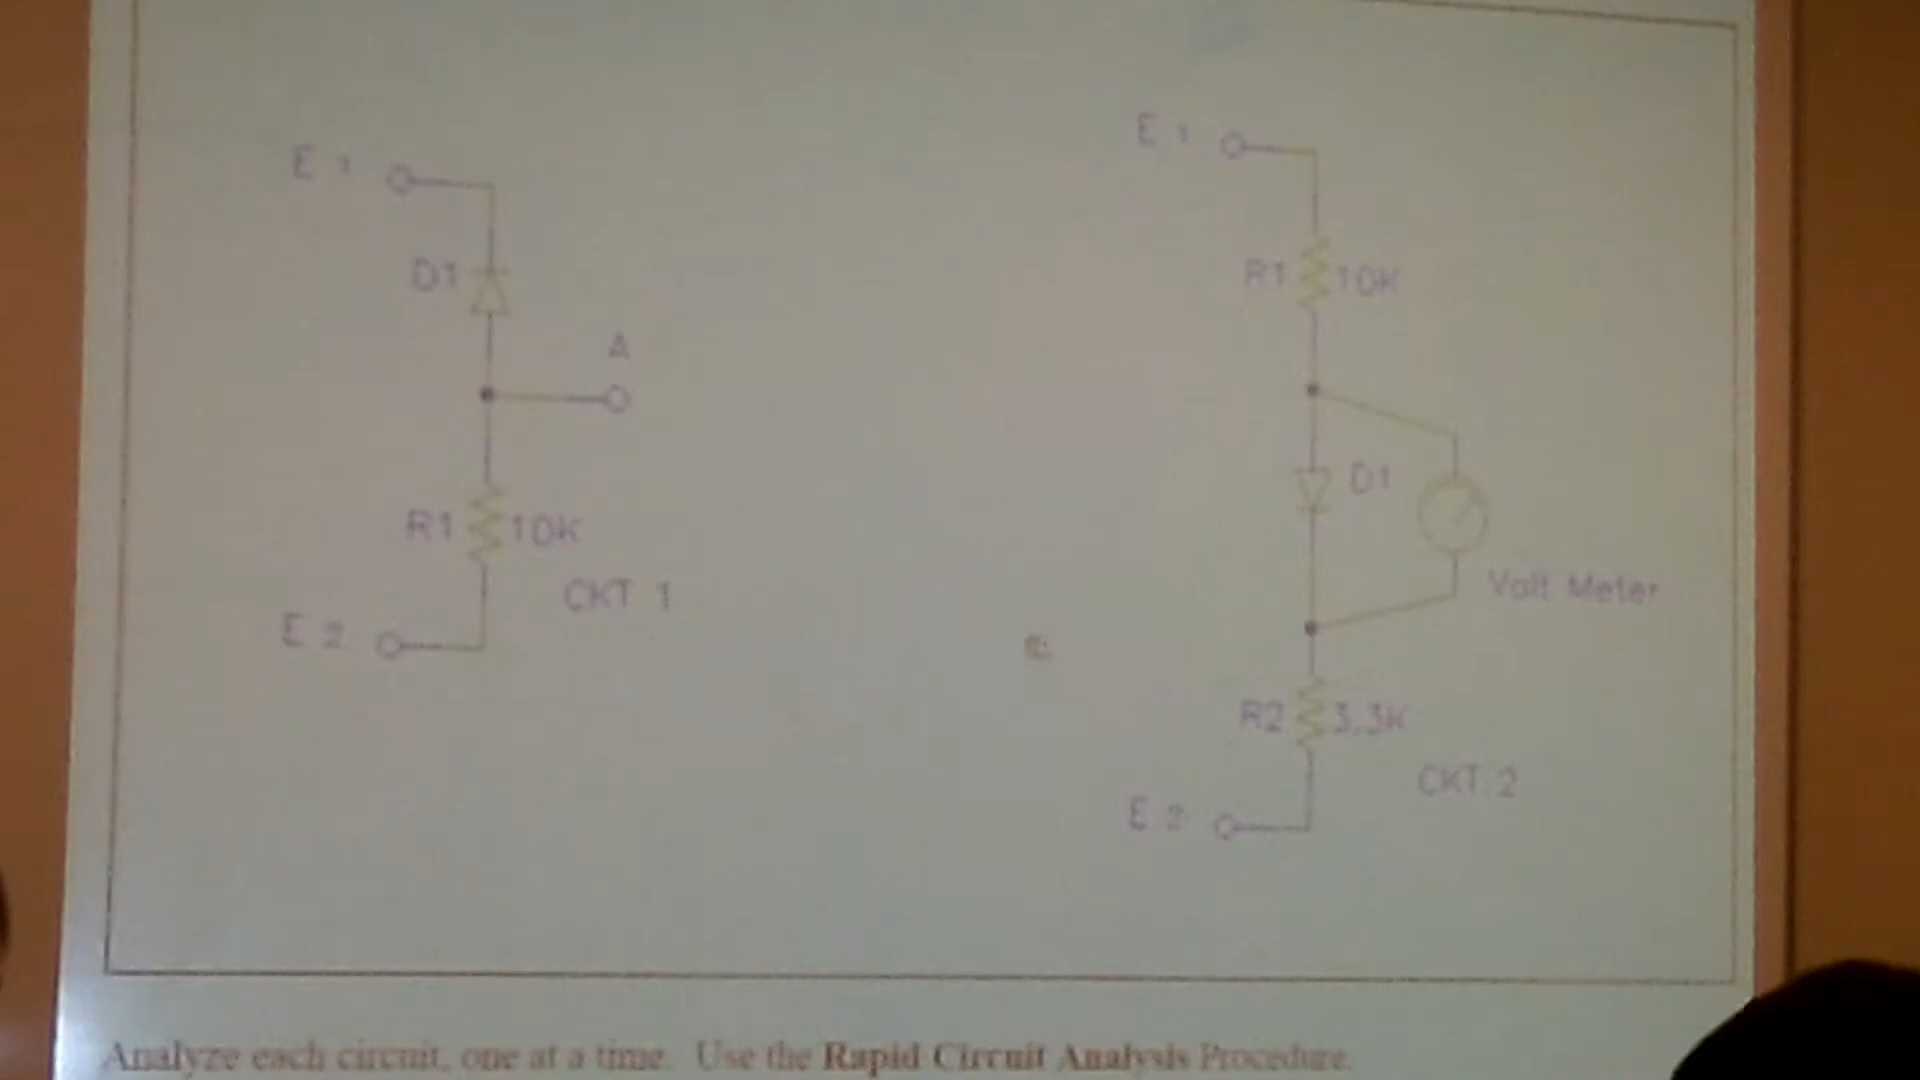 E 1
D1
A
R1 10K
CKT 1
E 2
E 1
R1 10K
D1
Volt Meter
R2 3.3K
CKT 2
E 2
Analyze each circuit, one at a time. Use the Rapid Circuit Analysis Procedure.